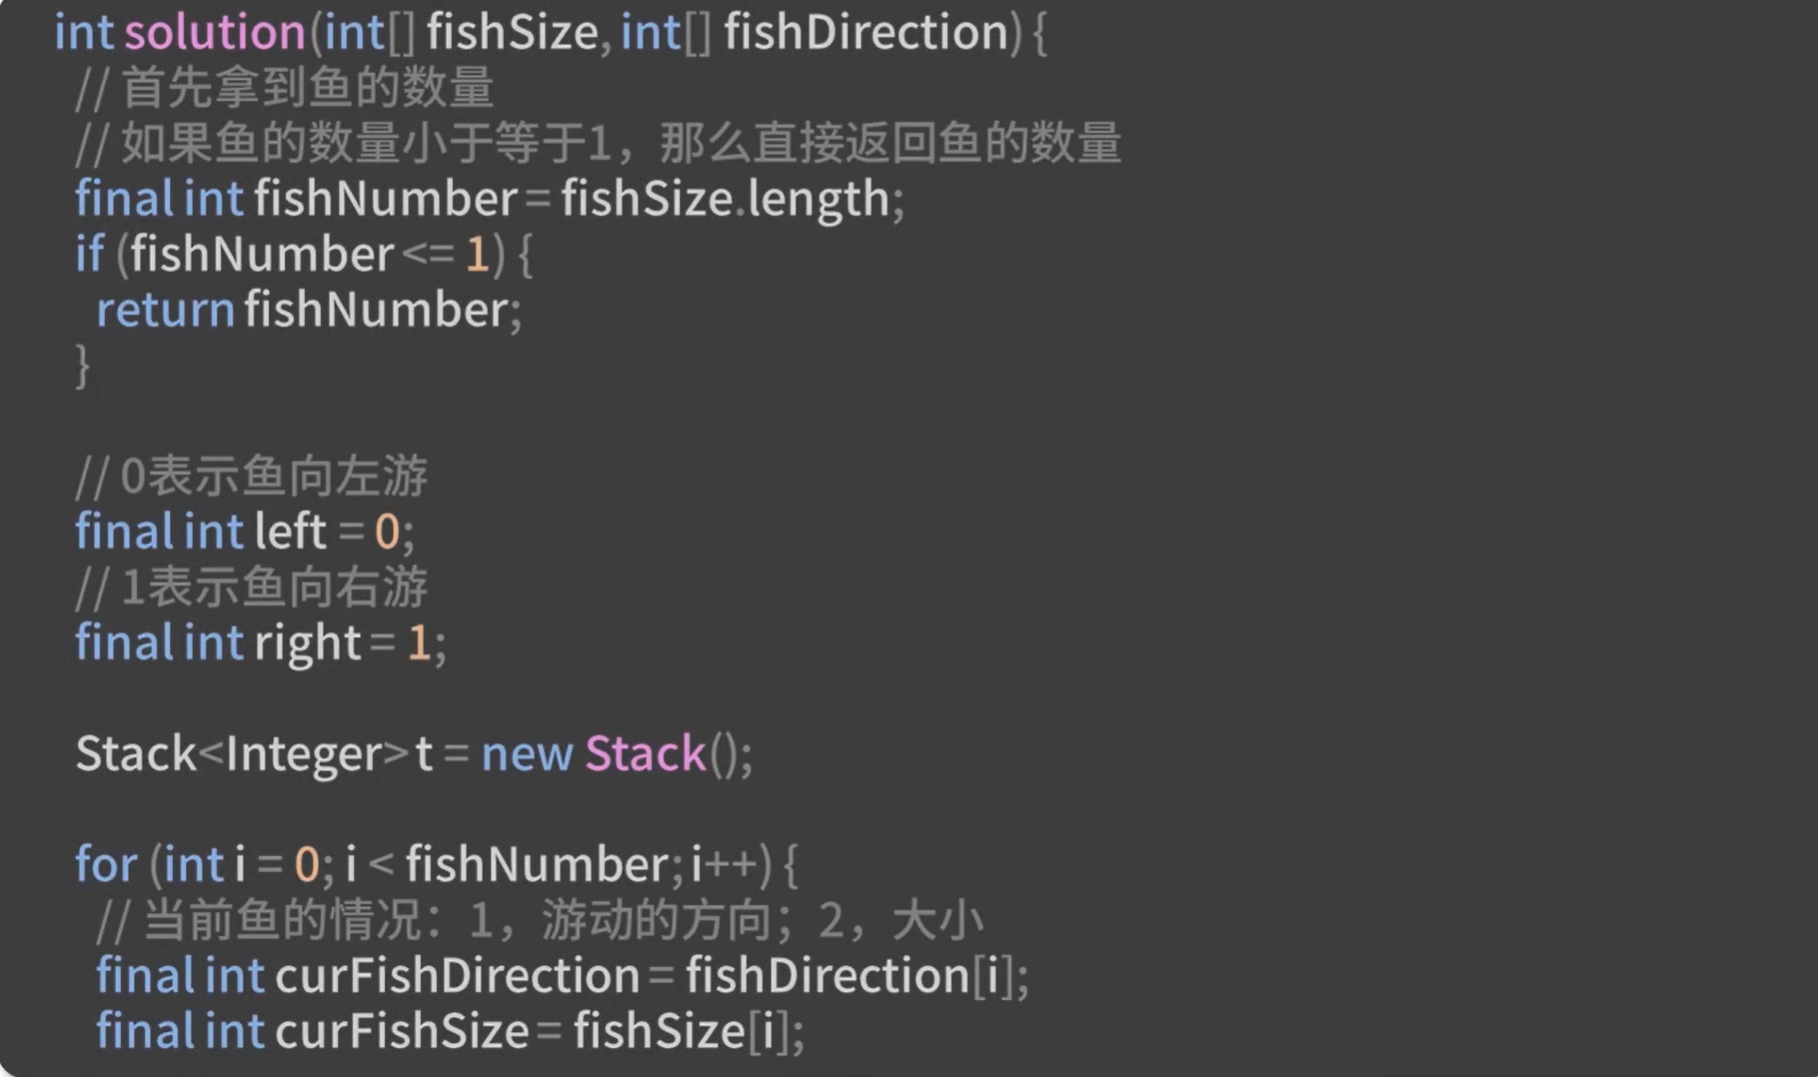 int solution(int[] fishSize, int[] fishDirection) {
// 首先拿到鱼的数量
// 如果鱼的数量小于等于1，那么直接返回鱼的数量
final int fishNumber = fishSize.length;
if (fishNumber <= 1) {
return fishNumber;
}
// 0表示鱼向左游
final int left = 0;
// 1表示鱼向右游
final int right = 1;
Stack<Integer> t = new Stack();
for (int i = 0; i < fishNumber; i++) {
// 当前鱼的情况：1，游动的方向；2，大小
final int curFishDirection = fishDirection[i];
final int curFishSize = fishSize[i];